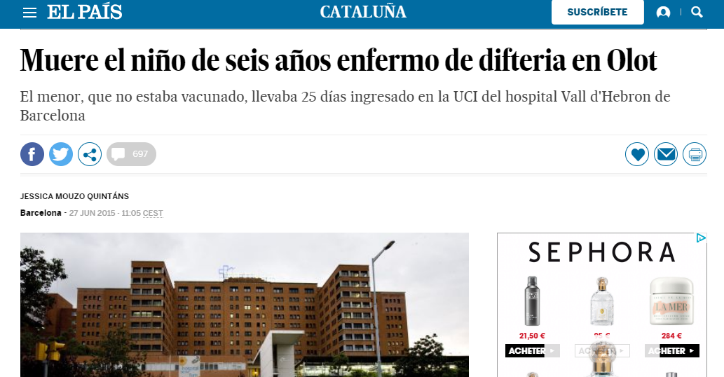 EL PAÍS
CATALUÑA
SUSCRÍBETE
Muere el niño de seis años enfermo de difteria en Olot
El menor, que no estaba vacunado, llevaba 25 días ingresado en la UCI del hospital Vall d'Hebron de
Barcelona
697
JESSICA MOUZO QUINTÁNS
Barcelona - 27 JUN 2015 - 11:05 CEST
SEPHORA
LA MER
21,50 €
284 €
ACHETER
ACHETER
ACHETER